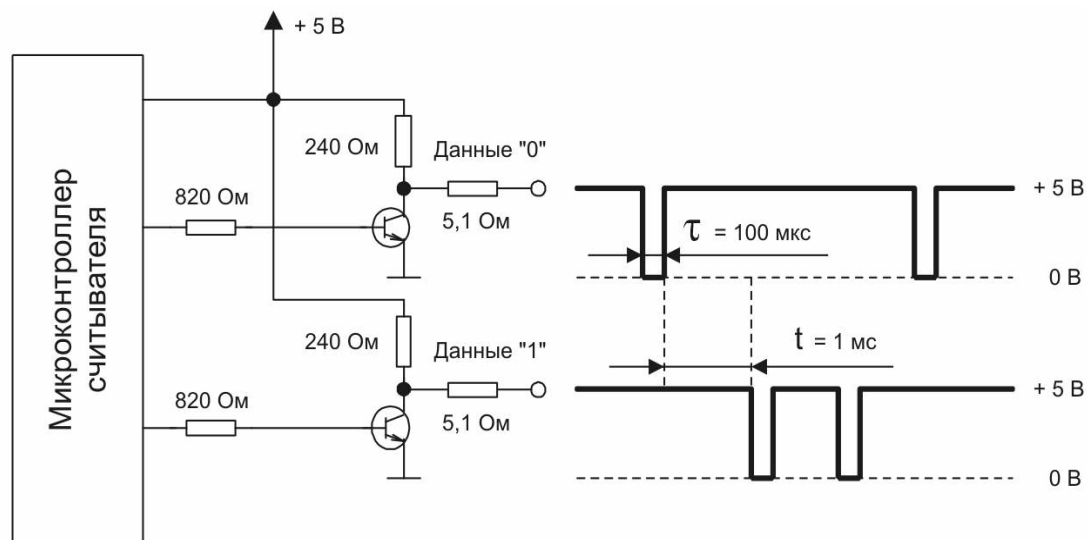 + 5 В
240 Ом
Данные "0"
820 Ом
5,1 Ом
Микроконтроллер
считывателя
240 Ом
Данные "1"
820 Ом
5,1 Ом
+ 5 В
τ = 100 мкс
0 В
t = 1 мс
+ 5 В
0 В